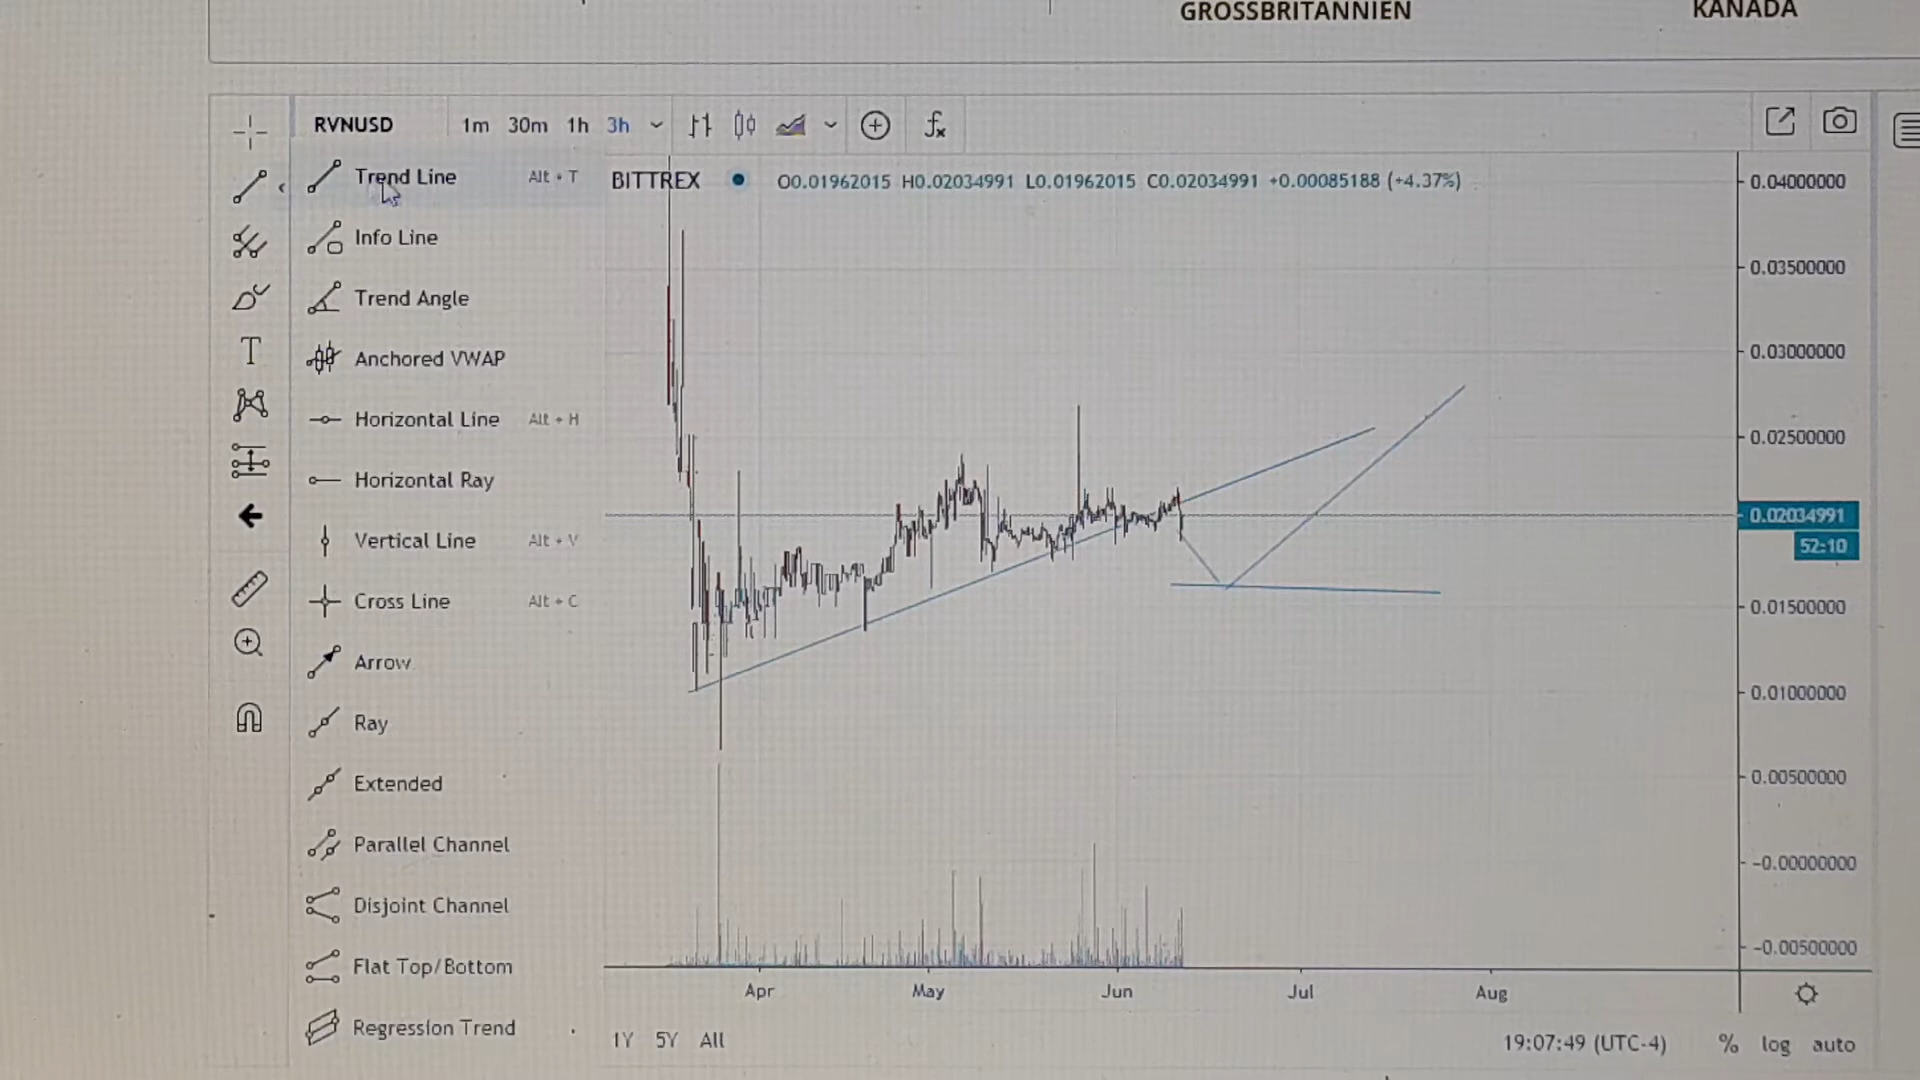 GROSSBRITANNIEN KANADA
RVNUSD 1m 30m 1h 3h
BITTREX O0.01962015 H0.02034991 L0.01962015 C0.02034991 +0.00085188 (+4.37%)
Trend Line Alt + T
Info Line
Trend Angle
Anchored VWAP
Horizontal Line Alt + H
Horizontal Ray
Vertical Line Alt + V
Cross Line Alt + C
Arrow
Ray
Extended
Parallel Channel
Disjoint Channel
Flat Top/Bottom
Regression Trend
T
0.04000000
0.03500000
0.03000000
0.02500000
0.02034991
52:10
0.01500000
0.01000000
0.00500000
-0.00000000
-0.00500000
Apr May Jun Jul Aug
1Y 5Y All 19:07:49 (UTC-4) % log auto